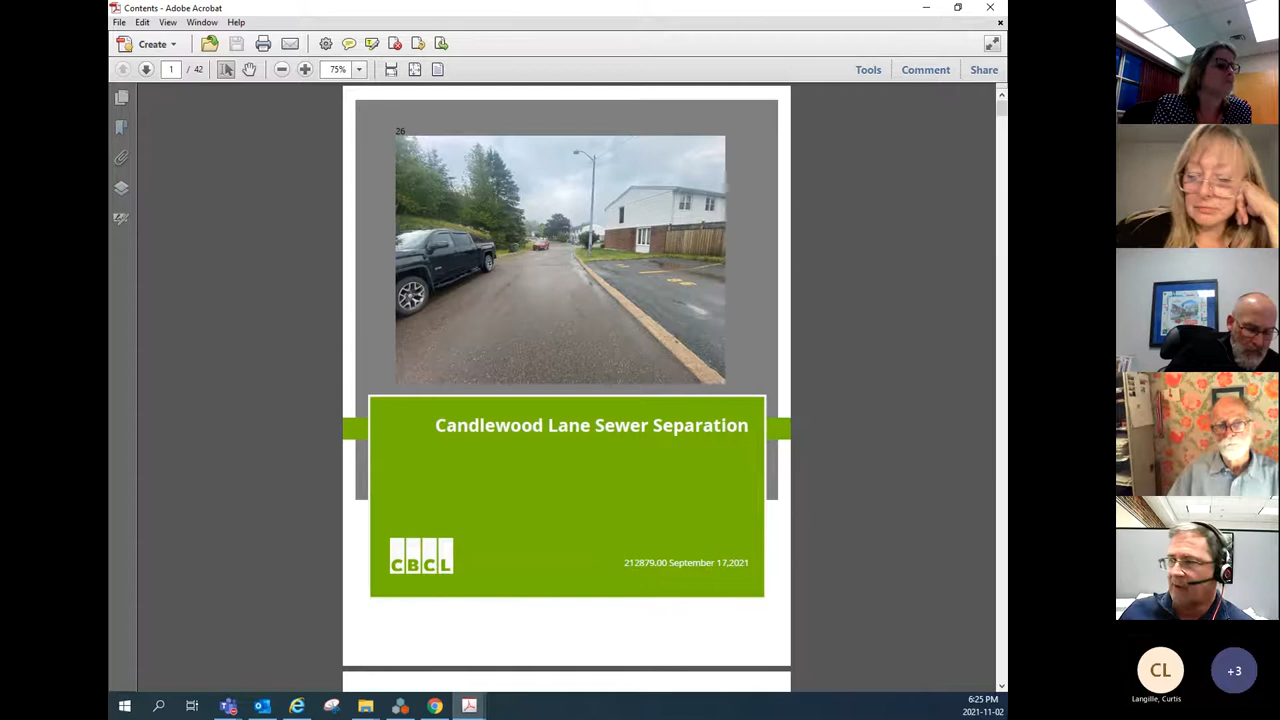 Contents - Adobe Acrobat
File Edit View Window Help
Create
1 / 42
75%
Tools Comment Share
26
Candlewood Lane Sewer Separation
CBCL
212879.00 September 17,2021
CL
+3
Langille, Curtis
6:25 PM
2021-11-02